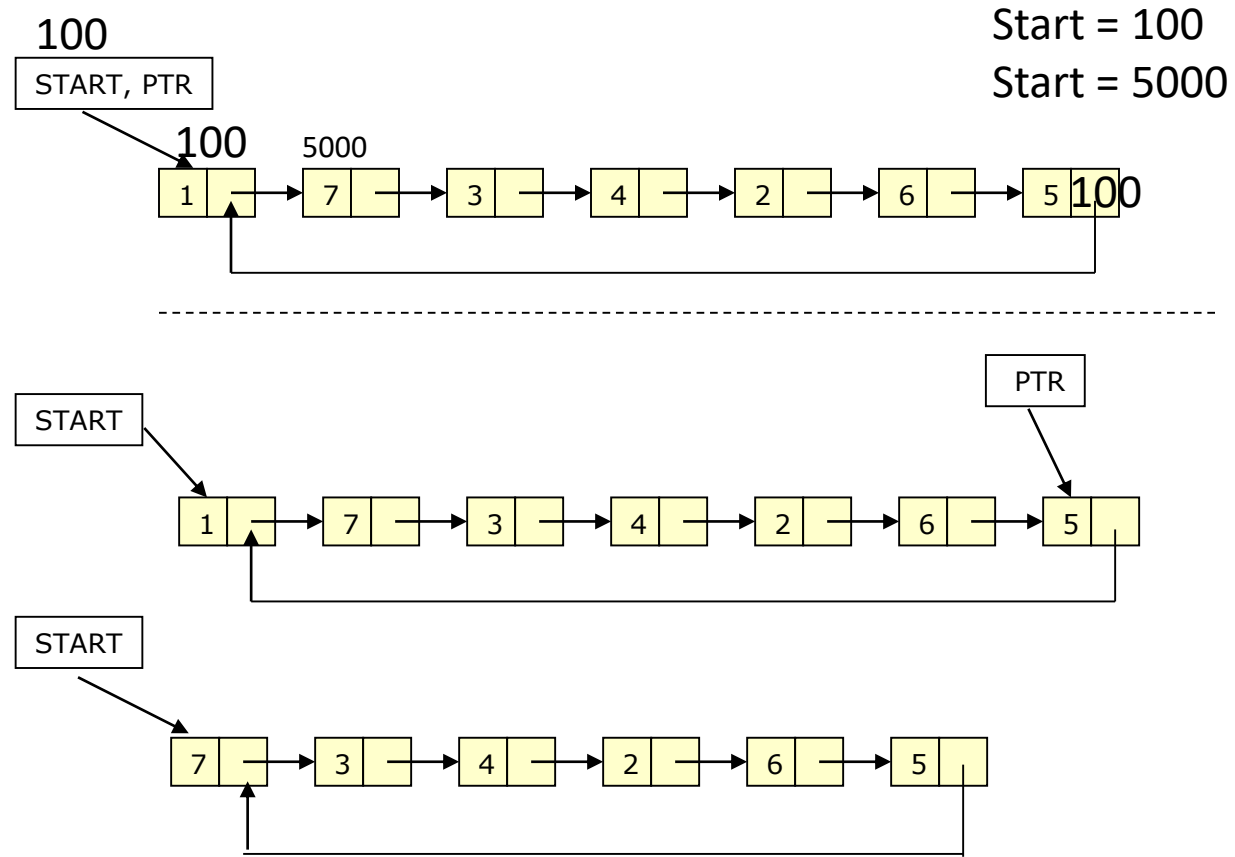 100
Start = 100
Start = 5000
START, PTR
100
5000
1 7 3 4 2 6 5 100
PTR
START
1 7 3 4 2 6 5
START
7 3 4 2 6 5